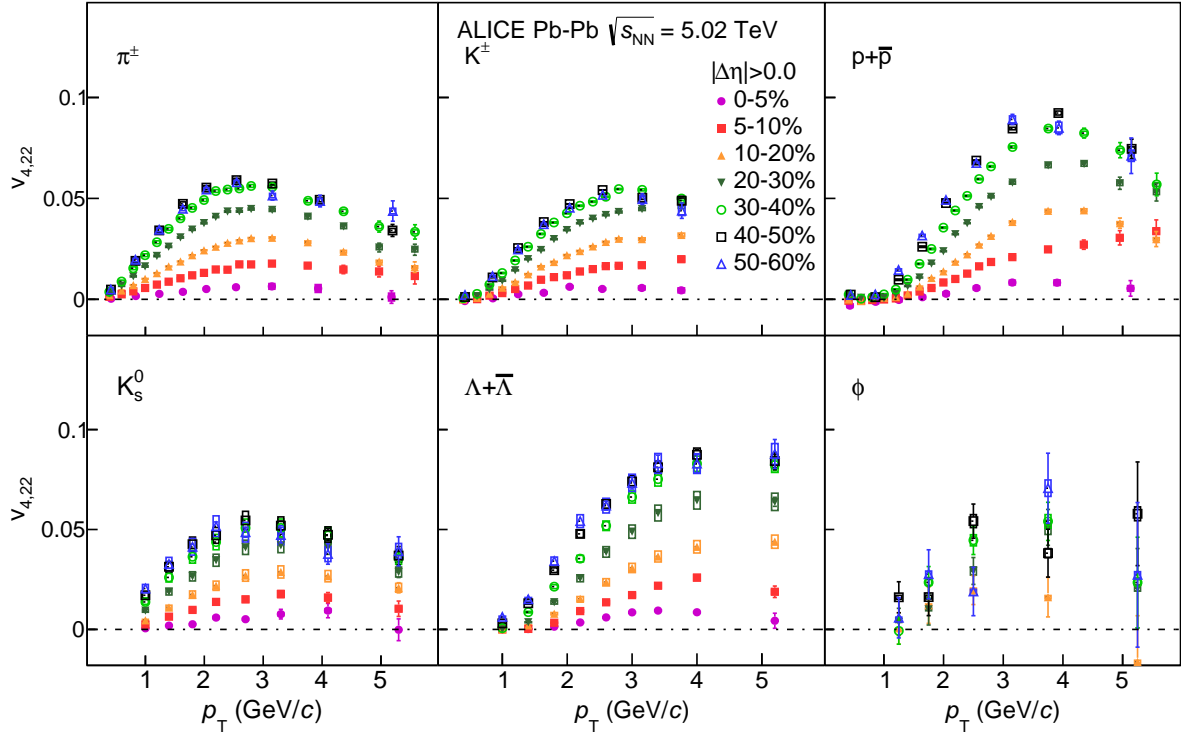 ALICE Pb-Pb √s_NN = 5.02 TeV
π±
K±
p+p̅
|Δη|>0.0
0-5%
5-10%
10-20%
20-30%
30-40%
40-50%
50-60%
v4,22
0.1
0.05
0
K0s
Λ+Λ̅
ϕ
v4,22
0.1
0.05
0
1 2 3 4 5
1 2 3 4 5
1 2 3 4 5
pT (GeV/c)
pT (GeV/c)
pT (GeV/c)